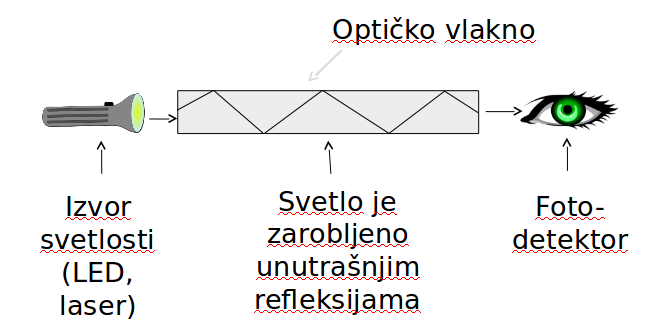 Optičko vlakno
Izvor
svetlosti
(LED,
laser)
Svetlo je
zarobljeno
unutrašnjim
refleksijama
Foto-
detektor